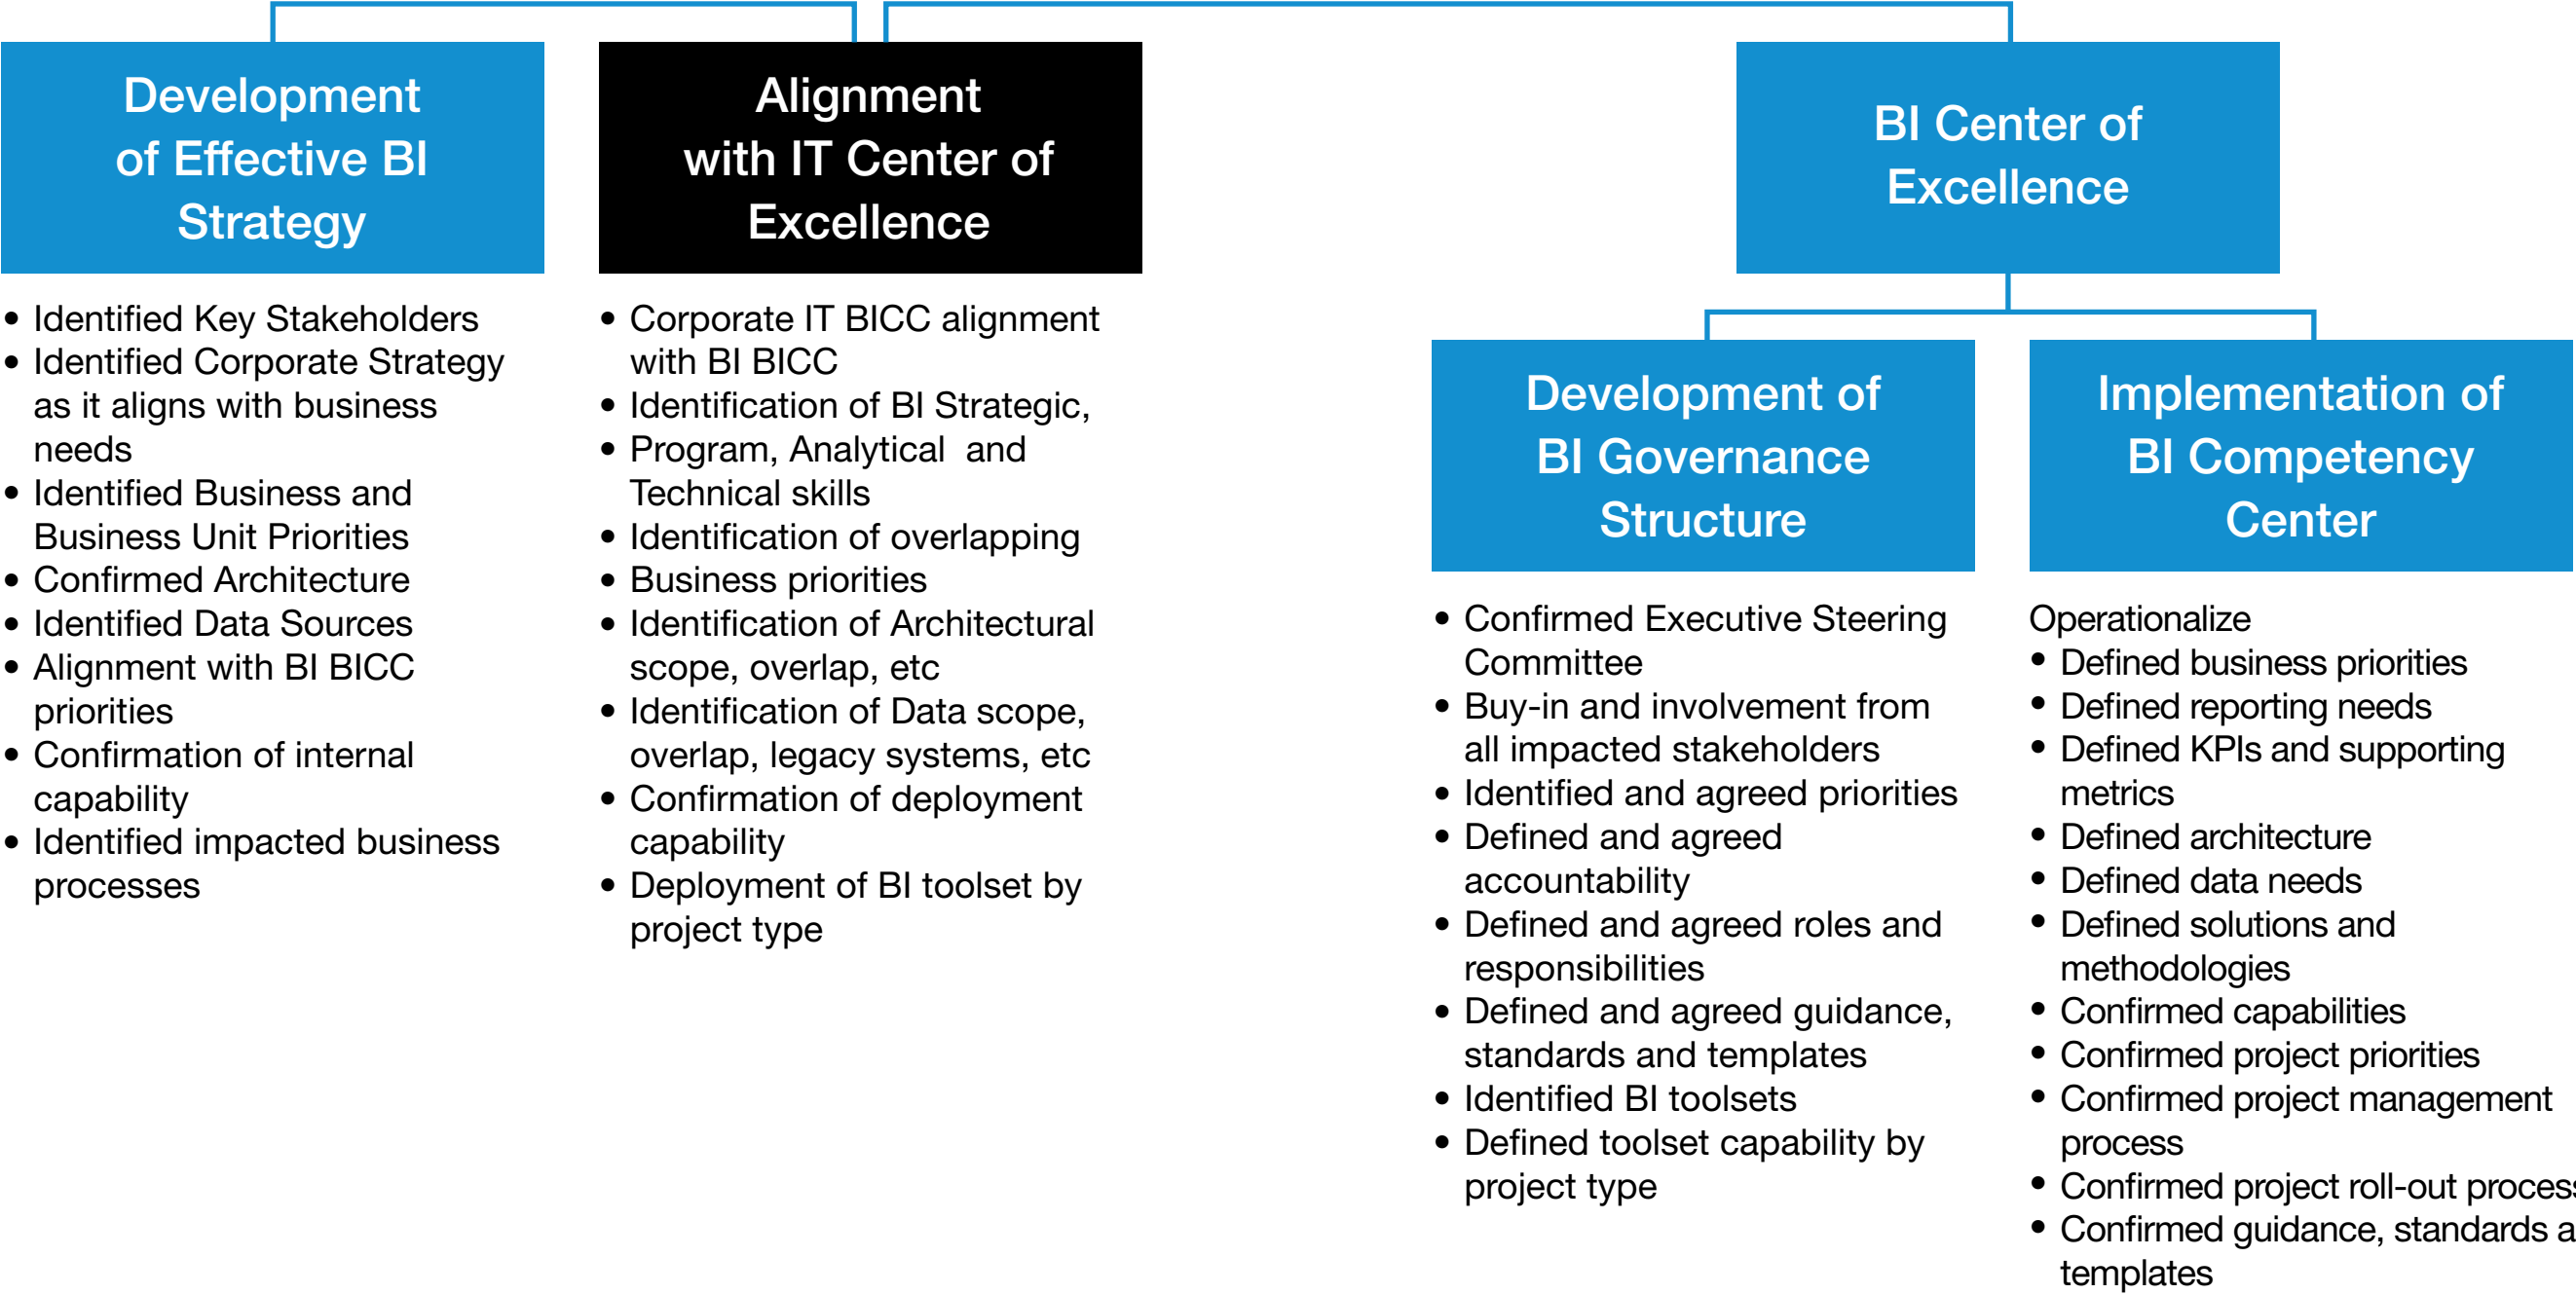 Development
of Effective BI
Strategy
• Identified Key Stakeholders
• Identified Corporate Strategy
as it aligns with business
needs
• Identified Business and
Business Unit Priorities
• Confirmed Architecture
• Identified Data Sources
• Alignment with BI BICC
priorities
• Confirmation of internal
capability
• Identified impacted business
processes
Alignment
with IT Center of
Excellence
• Corporate IT BICC alignment
with BI BICC
• Identification of BI Strategic,
• Program, Analytical  and
Technical skills
• Identification of overlapping
• Business priorities
• Identification of Architectural
scope, overlap, etc
• Identification of Data scope,
overlap, legacy systems, etc
• Confirmation of deployment
capability
• Deployment of BI toolset by
project type
BI Center of
Excellence
Development of
BI Governance
Structure
• Confirmed Executive Steering
Committee
• Buy-in and involvement from
all impacted stakeholders
• Identified and agreed priorities
• Defined and agreed
accountability
• Defined and agreed roles and
responsibilities
• Defined and agreed guidance,
standards and templates
• Identified BI toolsets
• Defined toolset capability by
project type
Implementation of
BI Competency
Center
Operationalize
• Defined business priorities
• Defined reporting needs
• Defined KPIs and supporting
metrics
• Defined architecture
• Defined data needs
• Defined solutions and
methodologies
• Confirmed capabilities
• Confirmed project priorities
• Confirmed project management
process
• Confirmed project roll-out process
• Confirmed guidance, standards a
templates